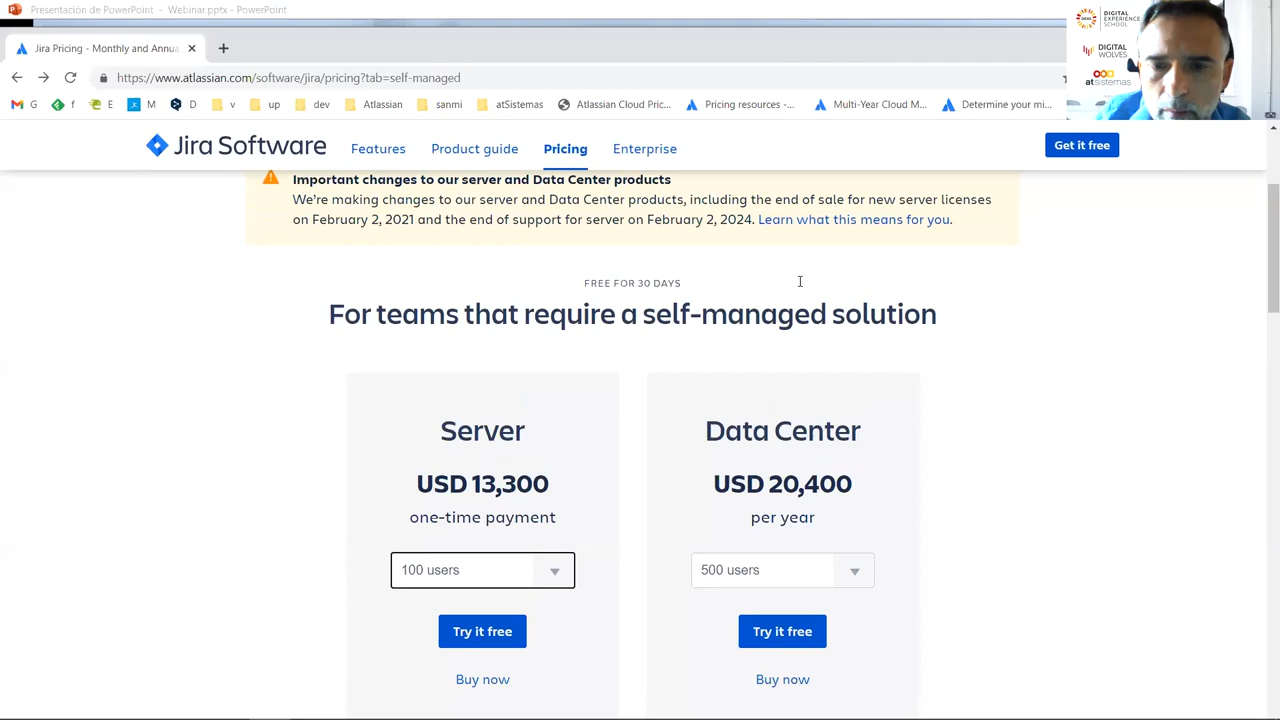 Presentación de PowerPoint - Webinar.pptx - PowerPoint
Jira Pricing - Monthly and Annua
https://www.atlassian.com/software/jira/pricing?tab=self-managed
G f E M D v up dev Atlassian sanmi atSistemas Atlassian Cloud Pric... Pricing resources -... Multi-Year Cloud M... Determine your mi...
DIGITAL
EXPERIENCE
SCHOOL
DIGITAL
WOLVES
atsistemas
Jira Software Features Product guide Pricing Enterprise Get it free
Important changes to our server and Data Center products
We're making changes to our server and Data Center products, including the end of sale for new server licenses
on February 2, 2021 and the end of support for server on February 2, 2024. Learn what this means for you.
FREE FOR 30 DAYS
For teams that require a self-managed solution
Server
USD 13,300
one-time payment
100 users
Try it free
Buy now
Data Center
USD 20,400
per year
500 users
Try it free
Buy now